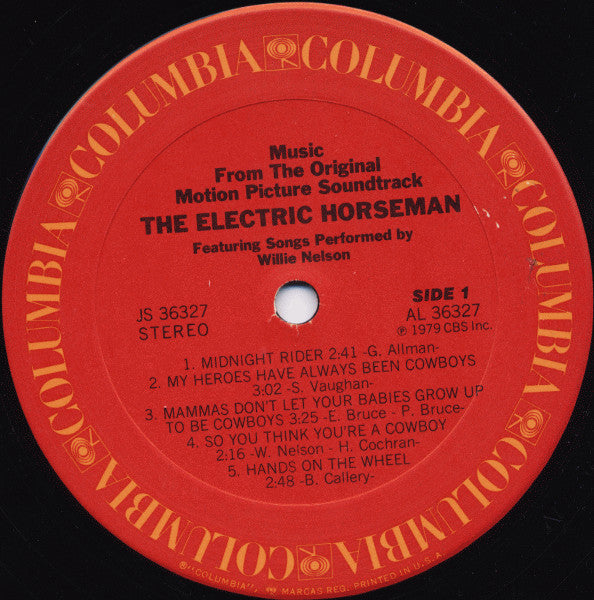 COLUMBIA COLUMBIA COLUMBIA COLUMBIA COLUMBIA COLUMBIA
Music
From The Original
Motion Picture Soundtrack
THE ELECTRIC HORSEMAN
Featuring Songs Performed by
Willie Nelson
JS 36327
STEREO
SIDE 1
AL 36327
℗ 1979 CBS Inc.
1. MIDNIGHT RIDER 2:41 -G. Allman-
2. MY HEROES HAVE ALWAYS BEEN COWBOYS
3:02 -S. Vaughan-
3. MAMMAS DON'T LET YOUR BABIES GROW UP
TO BE COWBOYS 3:25 -E. Bruce - P. Bruce-
4. SO YOU THINK YOU'RE A COWBOY
2:16 -W. Nelson - H. Cochran-
5. HANDS ON THE WHEEL
2:48 -B. Callery-
"COLUMBIA", MARCAS REG. PRINTED IN U.S.A.